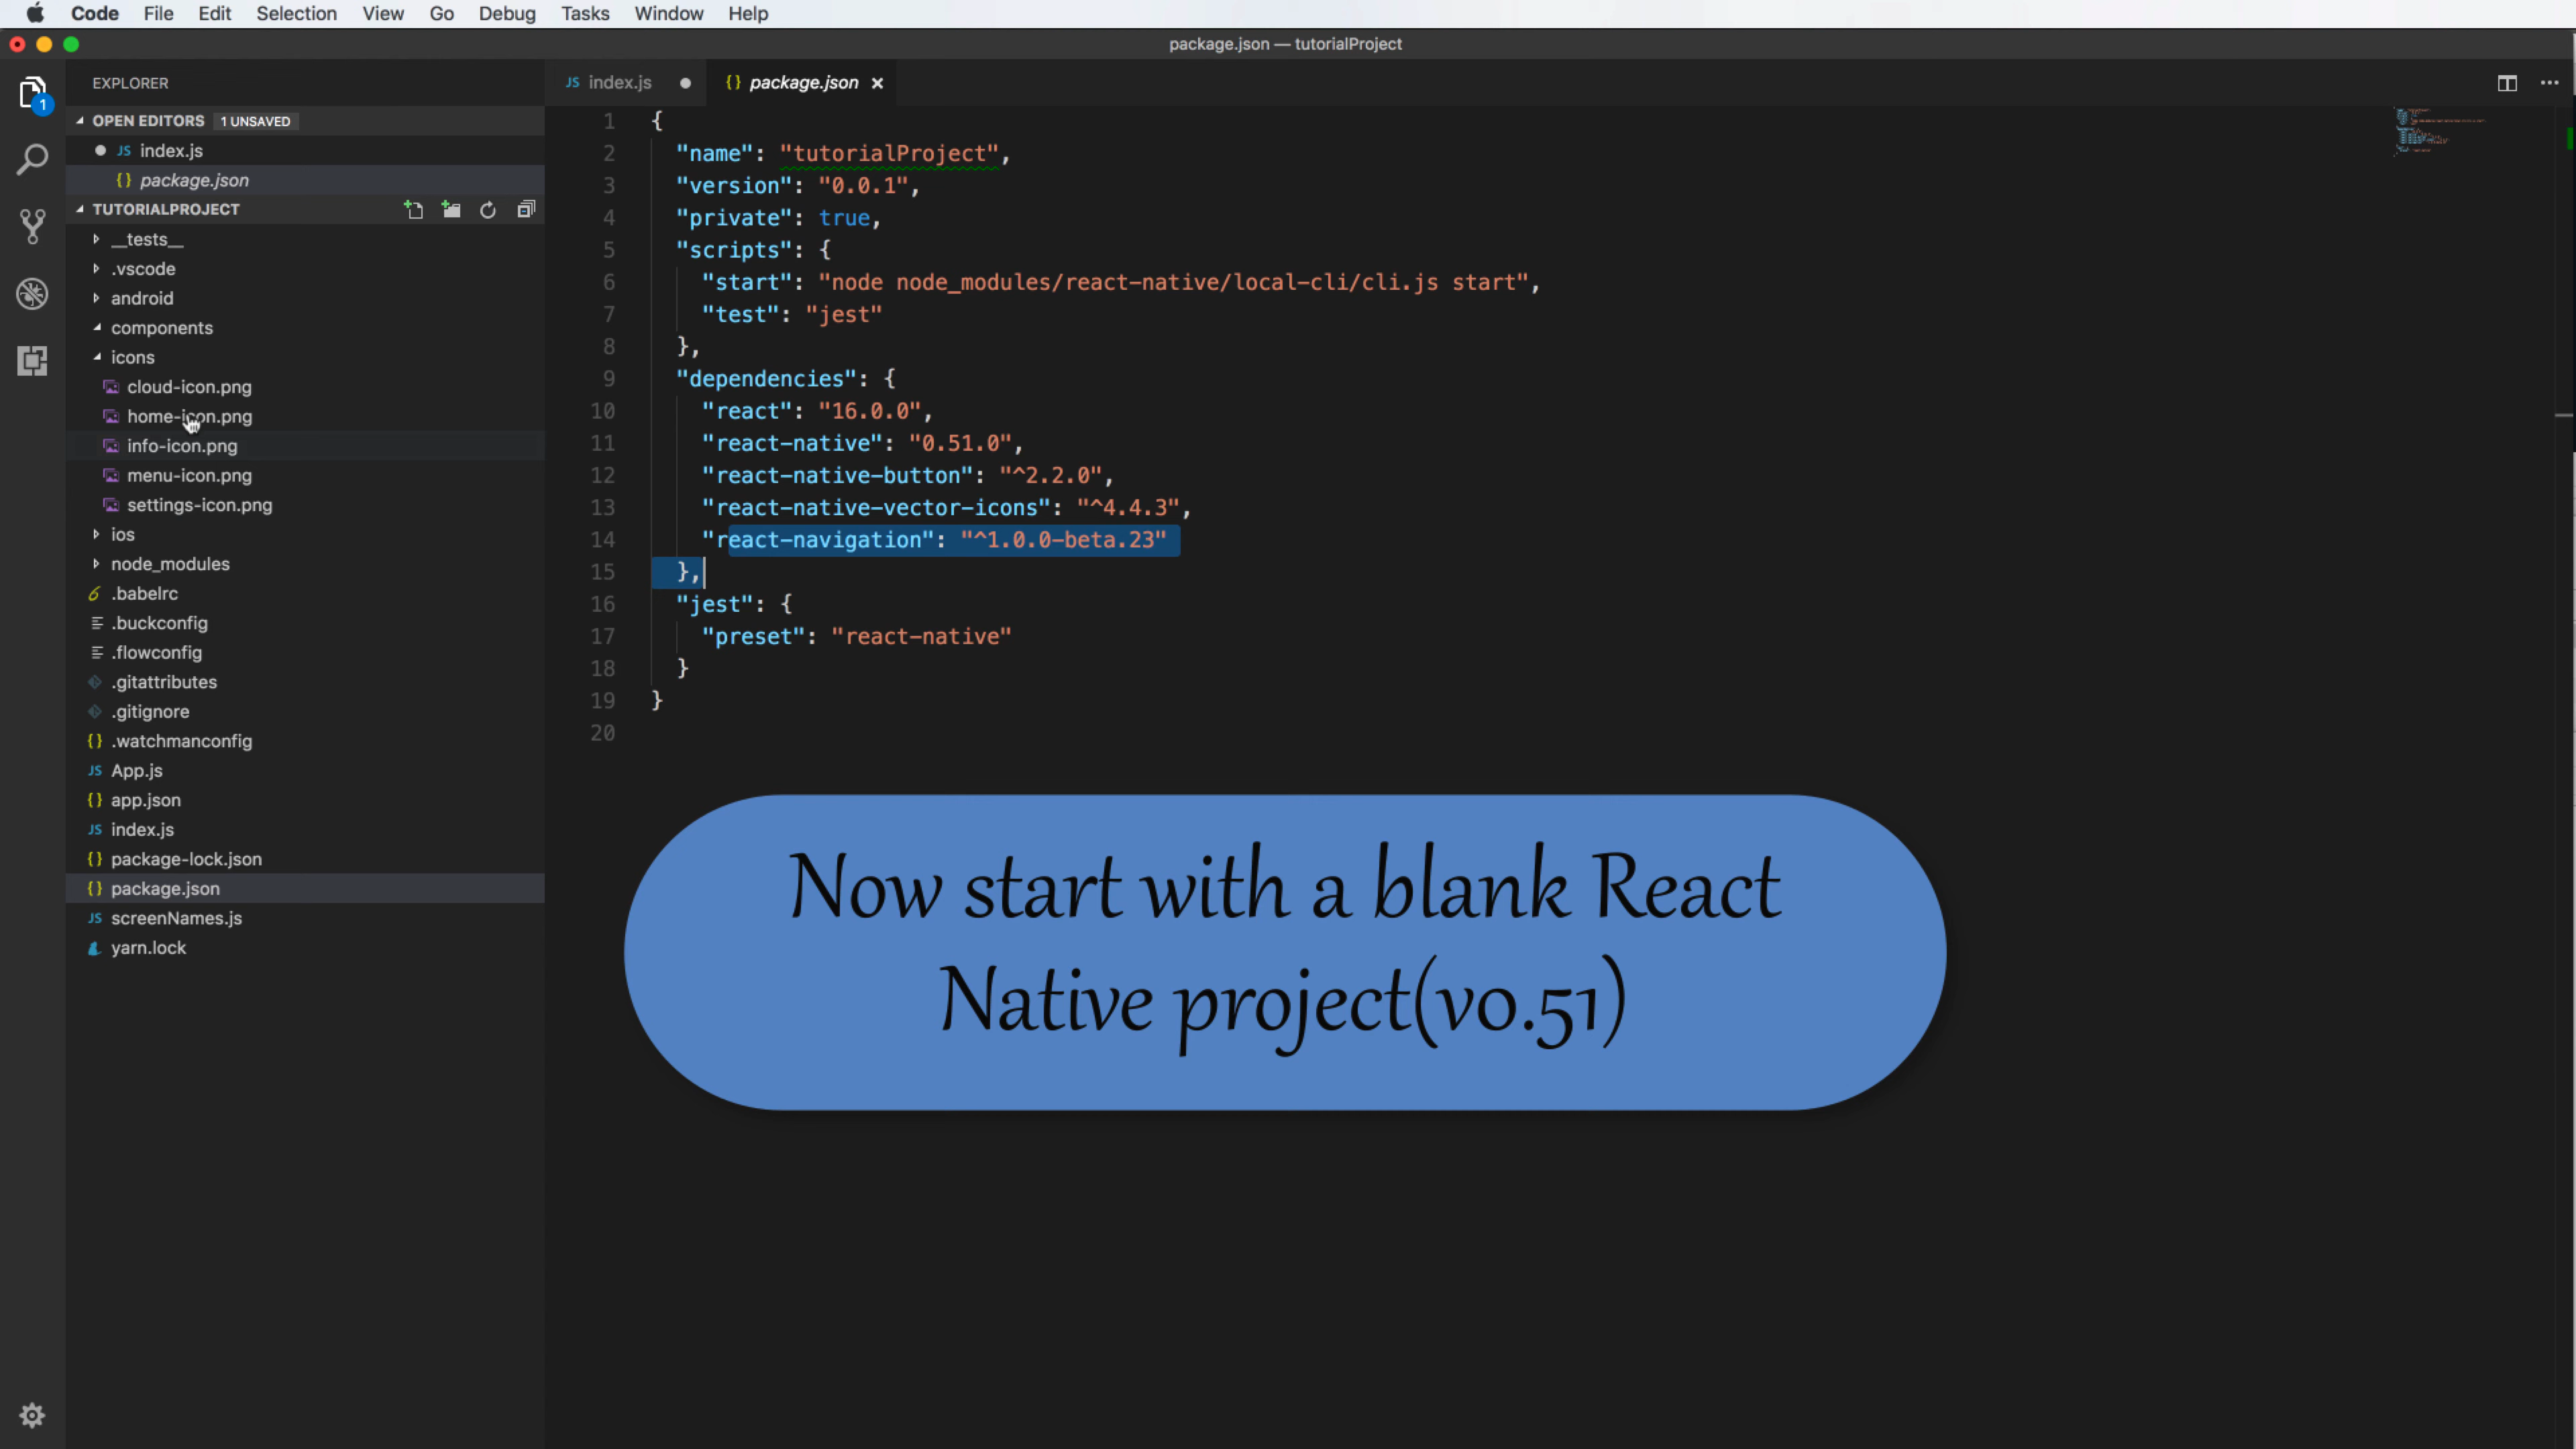 Code File Edit Selection View Go Debug Tasks Window Help
package.json — tutorialProject
EXPLORER
OPEN EDITORS 1 UNSAVED
JS index.js
{} package.json
TUTORIALPROJECT
__tests__
.vscode
android
components
icons
cloud-icon.png
home-icon.png
info-icon.png
menu-icon.png
settings-icon.png
ios
node_modules
.babelrc
.buckconfig
.flowconfig
.gitattributes
.gitignore
{} .watchmanconfig
JS App.js
{} app.json
JS index.js
{} package-lock.json
{} package.json
JS screenNames.js
yarn.lock
1
JS index.js {} package.json
1 {
2 "name": "tutorialProject",
3 "version": "0.0.1",
4 "private": true,
5 "scripts": {
6 "start": "node node_modules/react-native/local-cli/cli.js start",
7 "test": "jest"
8 },
9 "dependencies": {
10 "react": "16.0.0",
11 "react-native": "0.51.0",
12 "react-native-button": "^2.2.0",
13 "react-native-vector-icons": "^4.4.3",
14 "react-navigation": "^1.0.0-beta.23"
15 },
16 "jest": {
17 "preset": "react-native"
18 }
19 }
20
Now start with a blank React
Native project(v0.51)